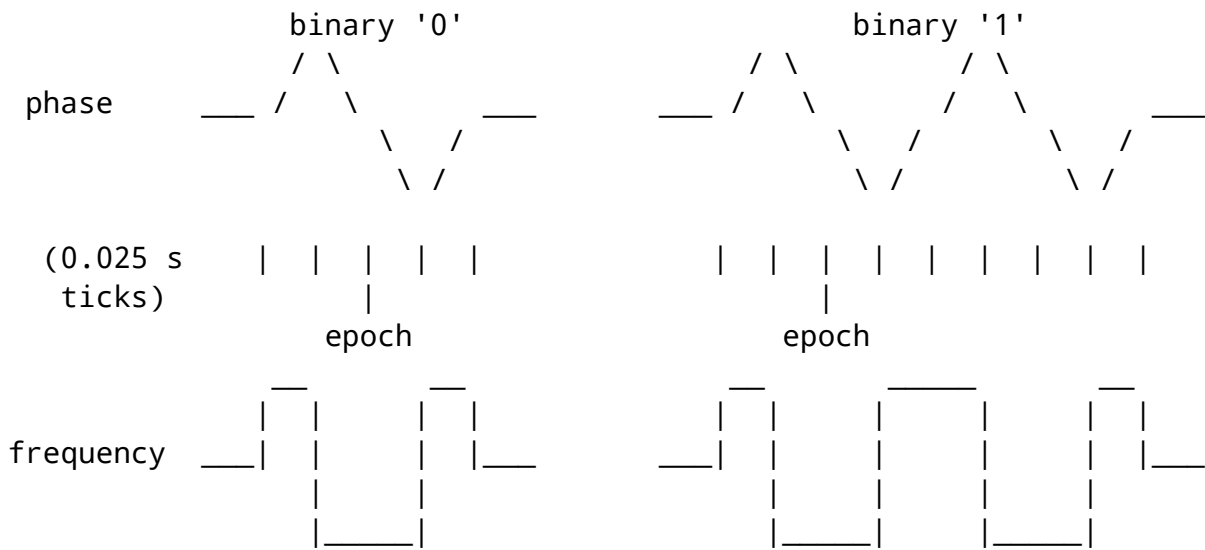 binary '0' binary '1'
phase
(0.025 s
ticks)
epoch epoch
frequency